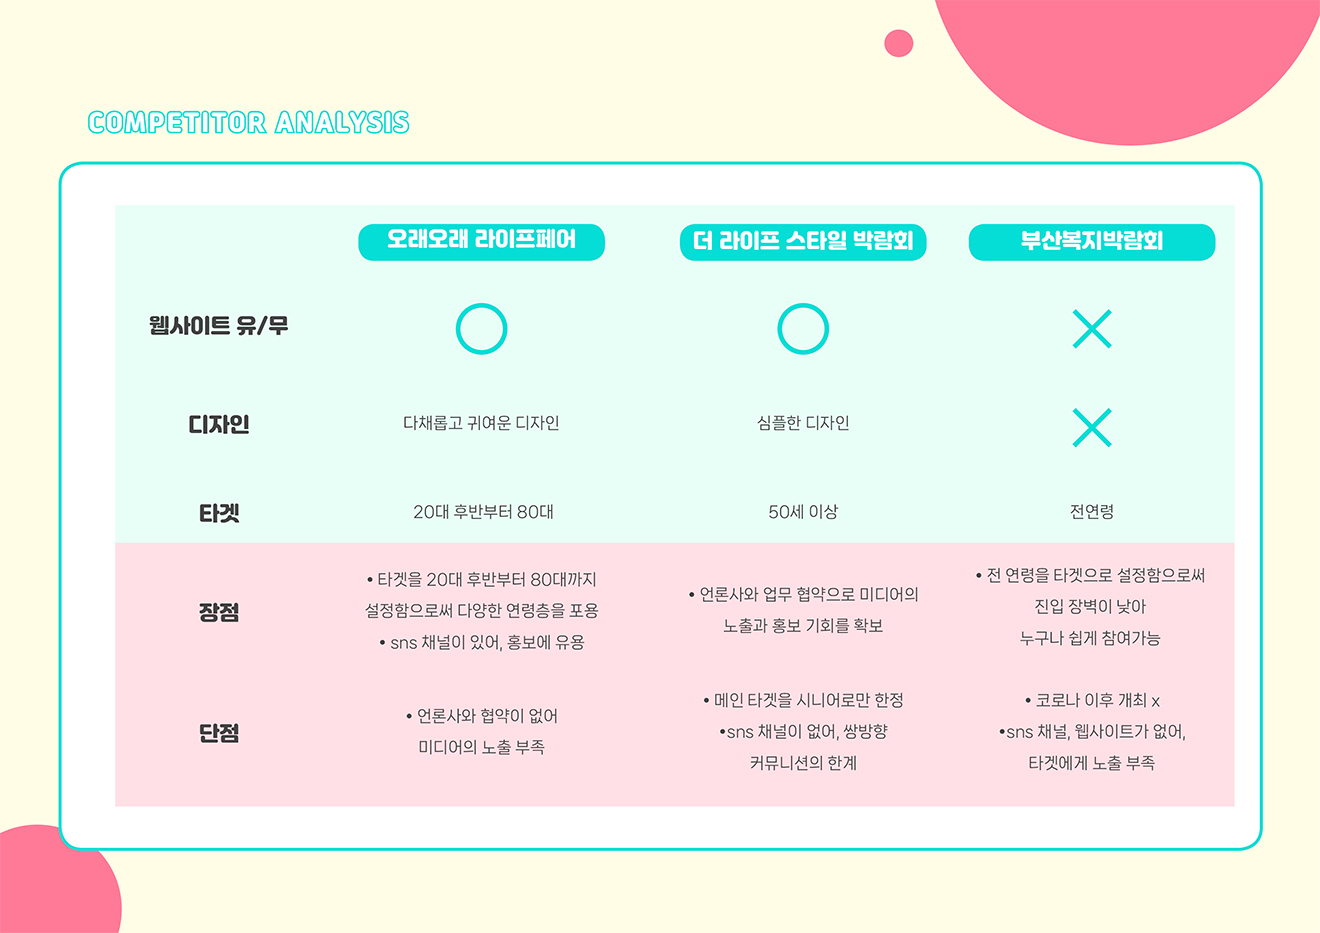 COMPETITOR ANALYSIS
오래오래 라이프페어
더 라이프 스타일 박람회
부산복지박람회
웹사이트 유/무
디자인
다채롭고 귀여운 디자인
심플한 디자인
타겟
20대 후반부터 80대
50세 이상
전연령
장점
• 타겟을 20대 후반부터 80대까지
설정함으로써 다양한 연령층을 포용
• sns 채널이 있어, 홍보에 유용
• 언론사와 업무 협약으로 미디어의
노출과 홍보 기회를 확보
• 전 연령을 타겟으로 설정함으로써
진입 장벽이 낮아
누구나 쉽게 참여가능
단점
• 언론사와 협약이 없어
미디어의 노출 부족
• 메인 타겟을 시니어로만 한정
•sns 채널이 없어, 쌍방향
커뮤니션의 한계
• 코로나 이후 개최 x
•sns 채널, 웹사이트가 없어,
타겟에게 노출 부족